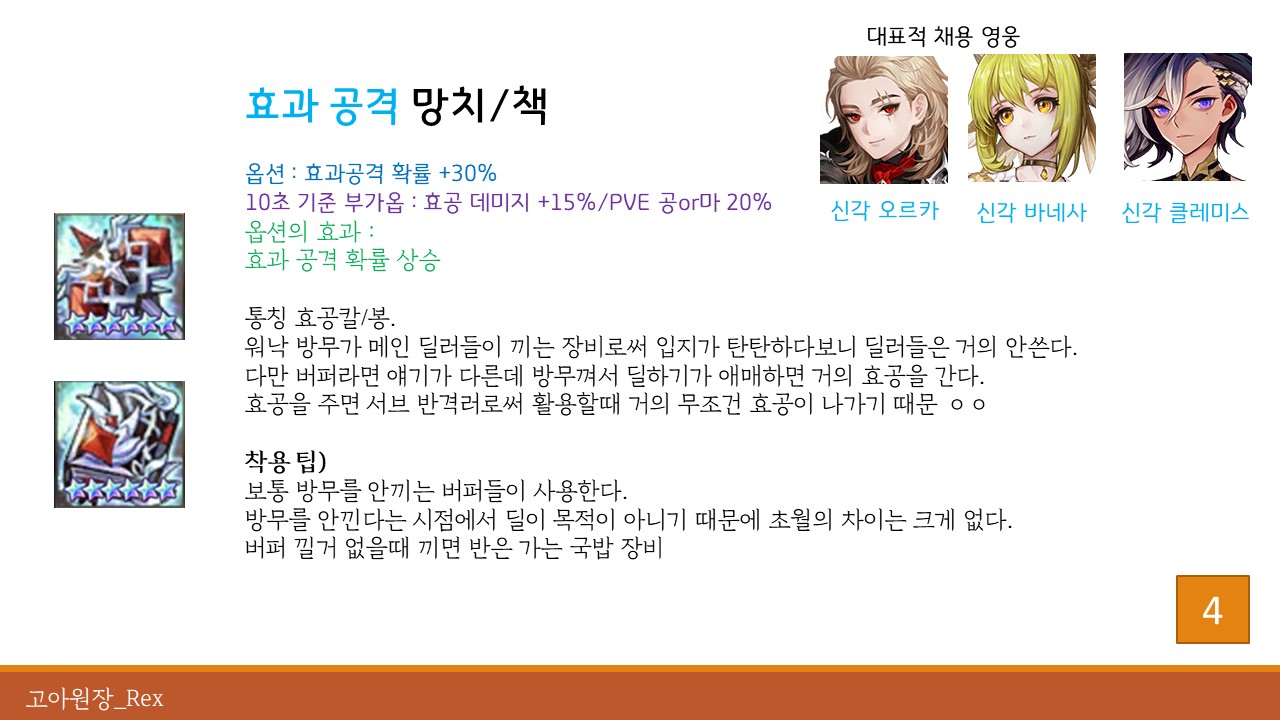 대표적 채용 영웅
신각 오르카
신각 바네사
신각 클레미스
효과 공격 망치/책
옵션 : 효과공격 확률 +30%
10초 기준 부가옵 : 효공 데미지 +15%/PVE 공or마 20%
옵션의 효과 :
효과 공격 확률 상승
통칭 효공칼/봉.
워낙 방무가 메인 딜러들이 끼는 장비로써 입지가 탄탄하다보니 딜러들은 거의 안쓴다.
다만 버퍼라면 얘기가 다른데 방무껴서 딜하기가 애매하면 거의 효공을 간다.
효공을 주면 서브 반격러로써 활용할때 거의 무조건 효공이 나가기 때문 ㅇㅇ
착용 팁)
보통 방무를 안끼는 버퍼들이 사용한다.
방무를 안낀다는 시점에서 딜이 목적이 아니기 때문에 초월의 차이는 크게 없다.
버퍼 낄거 없을때 끼면 반은 가는 국밥 장비
4
고아원장_Rex